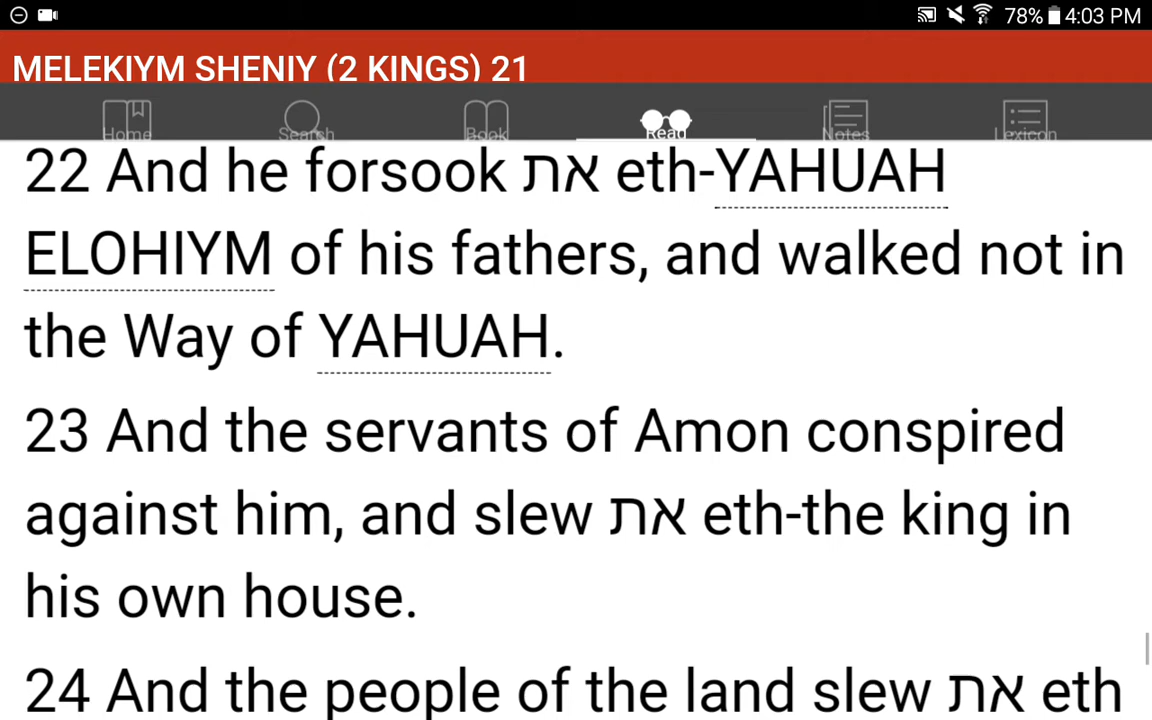 78% 4:03 PM
MELEKIYM SHENIY (2 KINGS) 21
Home Search Book Read Notes Lexicon
22 And he forsook את eth-YAHUAH
ELOHIYM of his fathers, and walked not in
the Way of YAHUAH.
23 And the servants of Amon conspired
against him, and slew את eth-the king in
his own house.
24 And the people of the land slew את eth